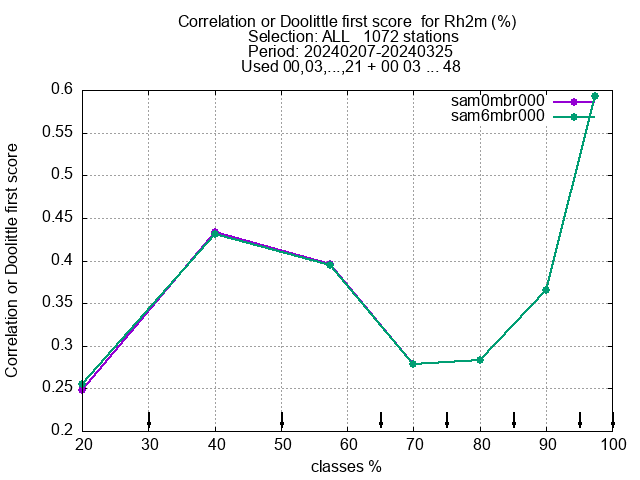 Correlation or Doolittle first score  for Rh2m (%)
Selection: ALL   1072 stations
Period: 20240207-20240325
Used 00,03,...,21 + 00 03 ... 48
sam0mbr000
sam6mbr000
Correlation or Doolittle first score
0.6
0.55
0.5
0.45
0.4
0.35
0.3
0.25
0.2
20 30 40 50 60 70 80 90 100
classes %